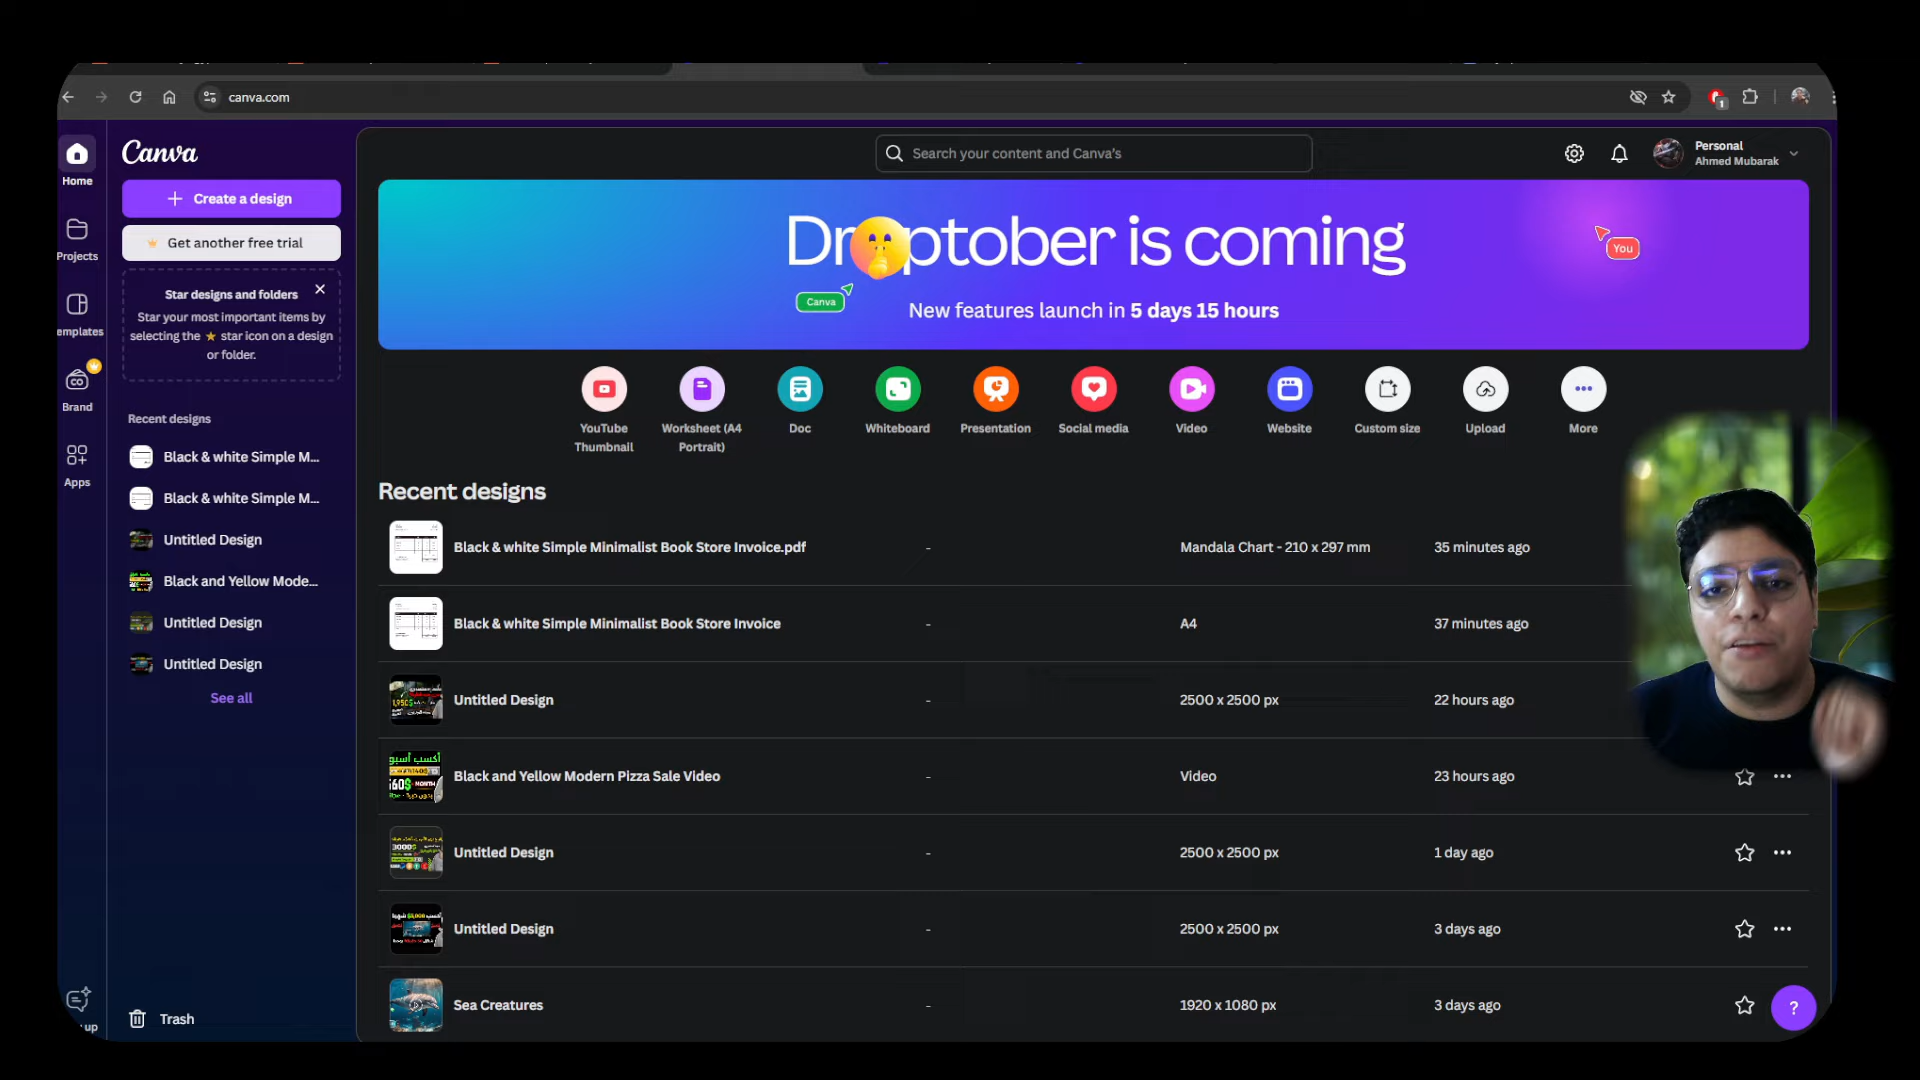 canva.com
1
Home
Projects
emplates
Brand
Apps
up
Canva
Create a design
Get another free trial
Star designs and folders
Star your most important items by
selecting the ★ star icon on a design
or folder.
Recent designs
Black & white Simple M...
Black & white Simple M...
Untitled Design
Black and Yellow Mode...
Untitled Design
Untitled Design
See all
Trash
Search your content and Canva's
Personal
Ahmed Mubarak
Dr ptober is coming
Canva
You
New features launch in 5 days 15 hours
YouTube
Thumbnail
Worksheet (A4
Portrait)
Doc
Whiteboard
Presentation
Social media
Video
Website
Custom size
Upload
More
Recent designs
Black & white Simple Minimalist Book Store Invoice.pdf - Mandala Chart - 210 x 297 mm 35 minutes ago
Black & white Simple Minimalist Book Store Invoice - A4 37 minutes ago
Untitled Design - 2500 x 2500 px 22 hours ago
Black and Yellow Modern Pizza Sale Video - Video 23 hours ago
Untitled Design - 2500 x 2500 px 1 day ago
Untitled Design - 2500 x 2500 px 3 days ago
Sea Creatures - 1920 x 1080 px 3 days ago
?